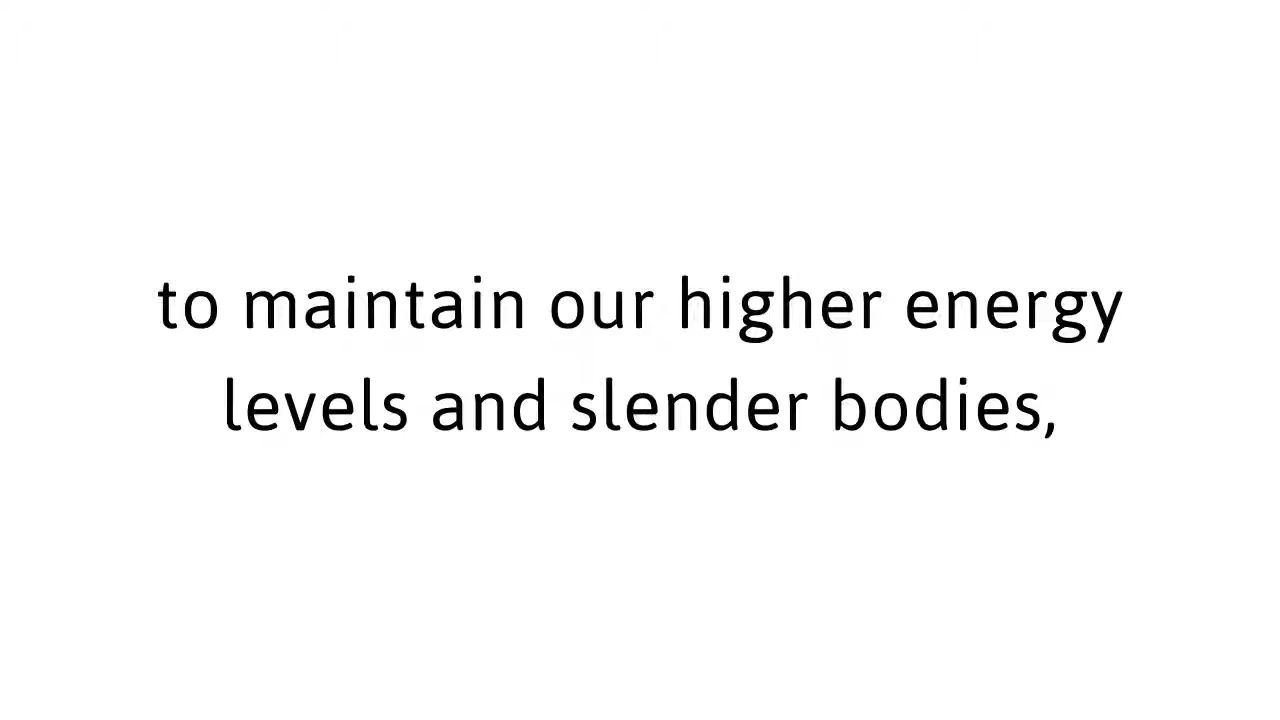 to maintain our higher energy
levels and slender bodies,